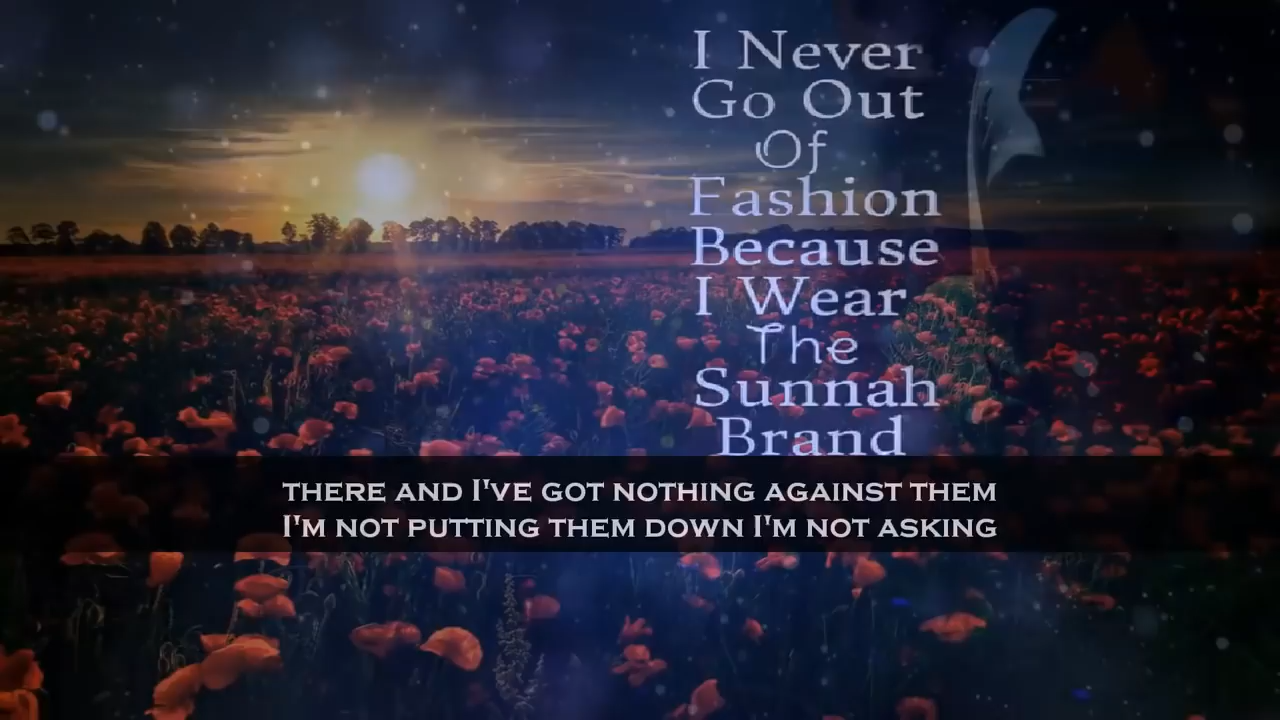 I Never
Go Out
Of
Fashion
Because
I Wear
The
Sunnah
Brand
THERE AND I'VE GOT NOTHING AGAINST THEM
I'M NOT PUTTING THEM DOWN I'M NOT ASKING